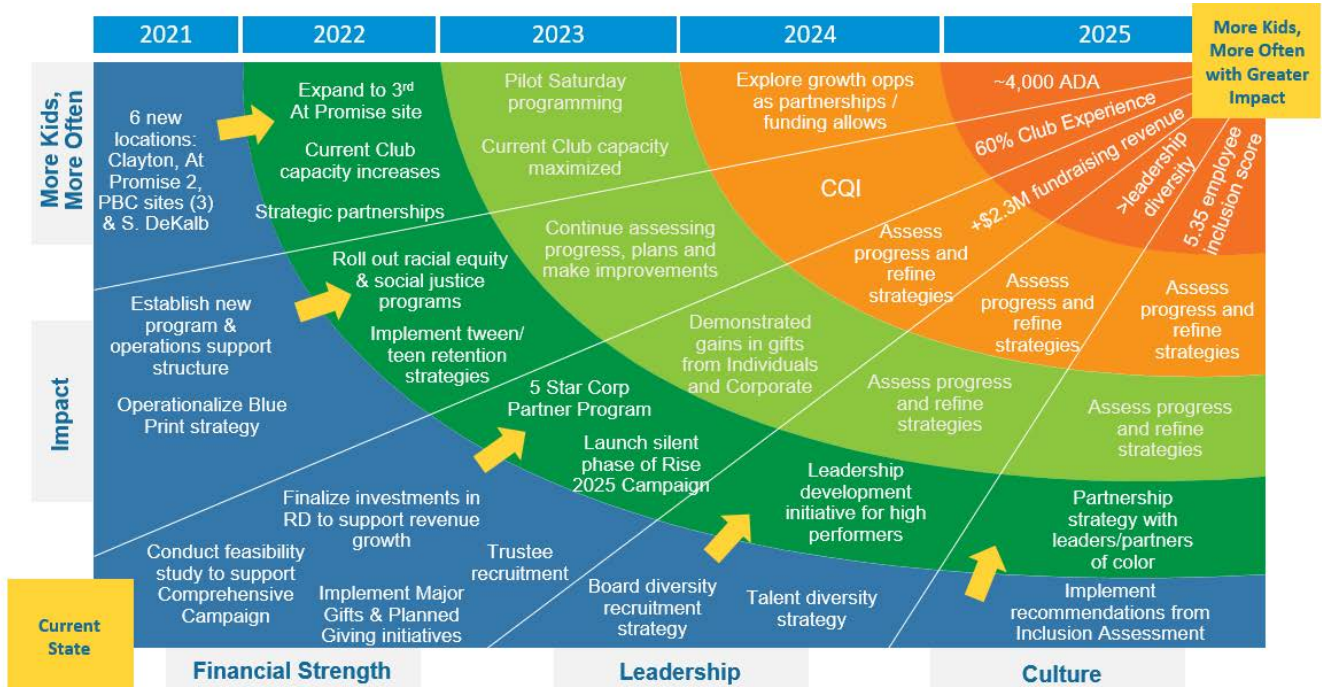 2021
2022
2023
2024
2025
More Kids,
More Often
with Greater
Impact
More Kids,
More Often
6 new
locations:
Clayton, At
Promise 2,
PBC sites (3)
& S. DeKalb
Expand to 3rd
At Promise site
Current Club
capacity increases
Strategic partnerships
Pilot Saturday
programming
Current Club capacity
maximized
Explore growth opps
as partnerships /
funding allows
~4,000 ADA
Impact
Establish new
program &
operations support
structure
Operationalize Blue
Print strategy
Roll out racial equity
& social justice
programs
Implement tween/
teen retention
strategies
Continue assessing
progress, plans and
make improvements
CQI
60% Club Experience
Conduct feasibility
study to support
Comprehensive
Campaign
Finalize investments in
RD to support revenue
growth
Implement Major
Gifts & Planned
Giving initiatives
Trustee
recruitment
5 Star Corp
Partner Program
Launch silent
phase of Rise
2025 Campaign
Demonstrated
gains in gifts
from Individuals
and Corporate
Assess
progress and
refine
strategies
+$2.3M fundraising revenue
Board diversity
recruitment
strategy
Talent diversity
strategy
Leadership
development
initiative for high
performers
Assess progress
and refine
strategies
Assess
progress and
refine
strategies
>leadership
diversity
Implement
recommendations from
Inclusion Assessment
Partnership
strategy with
leaders/partners
of color
Assess progress
and refine
strategies
Assess
progress and
refine
strategies
5.35 employee
inclusion score
Current
State
Financial Strength
Leadership
Culture